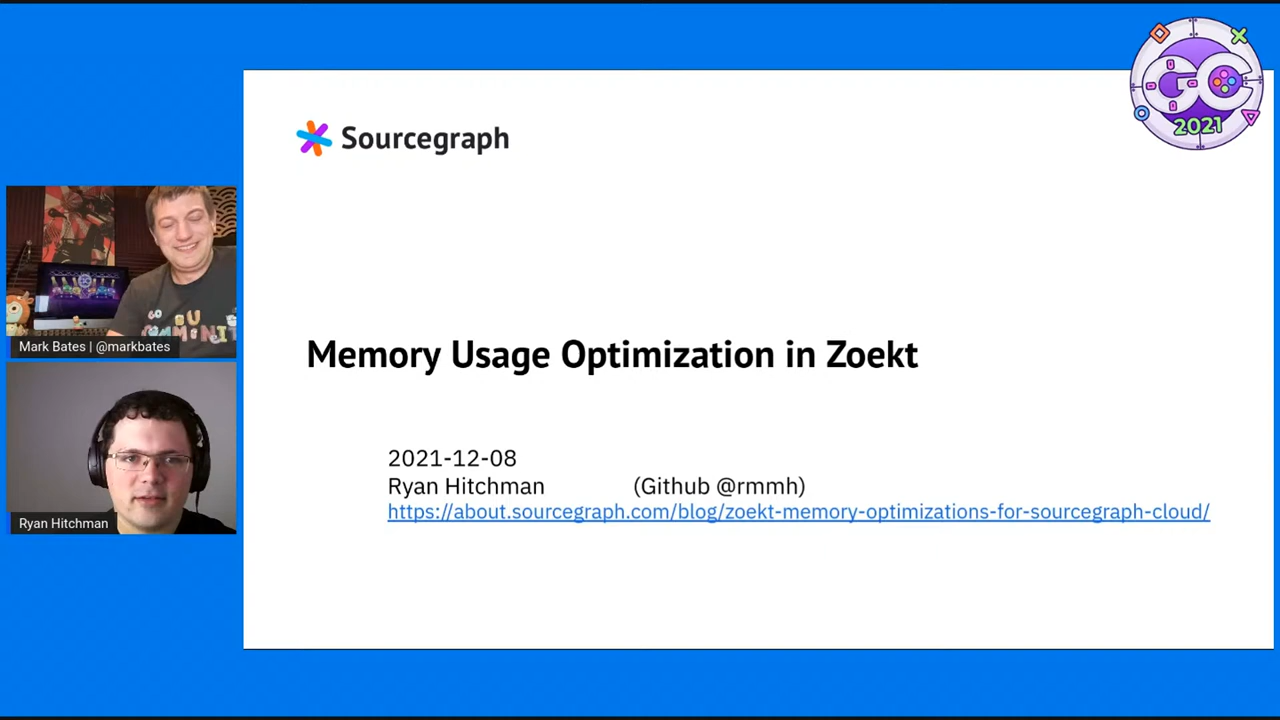 GC
2021
Sourcegraph
Mark Bates | @markbates
Memory Usage Optimization in Zoekt
2021-12-08
Ryan Hitchman (Github @rmmh)
https://about.sourcegraph.com/blog/zoekt-memory-optimizations-for-sourcegraph-cloud/
Ryan Hitchman